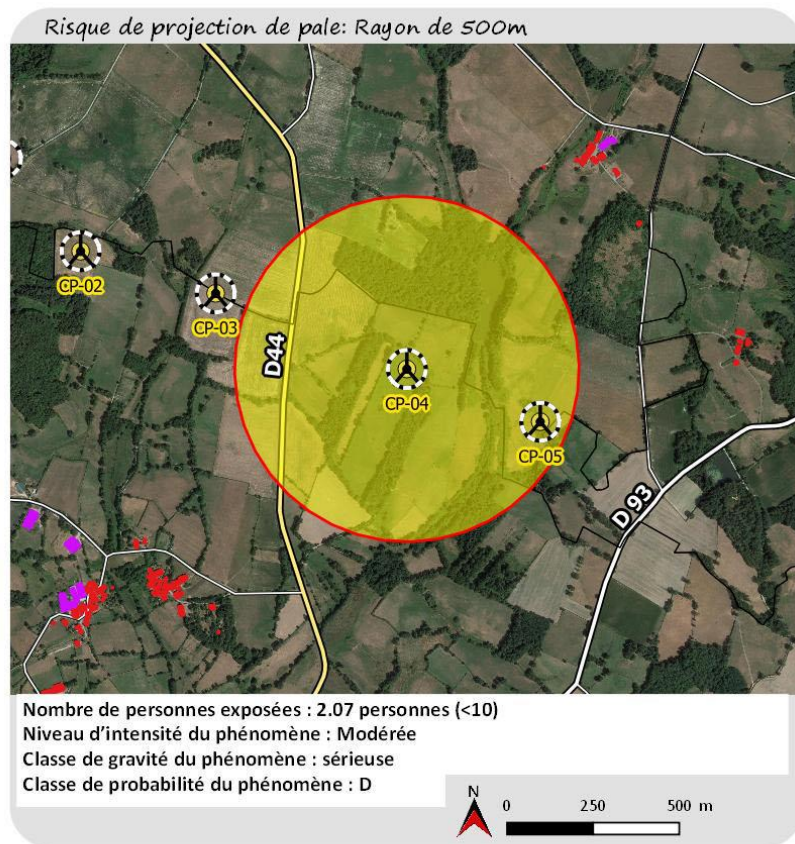 Risque de projection de pale: Rayon de 500m
CP-02
CP-03
D44
CP-04
CP-05
D 93
Nombre de personnes exposées : 2.07 personnes (<10)
Niveau d'intensité du phénomène : Modérée
Classe de gravité du phénomène : sérieuse
Classe de probabilité du phénomène : D
N
0 250 500 m